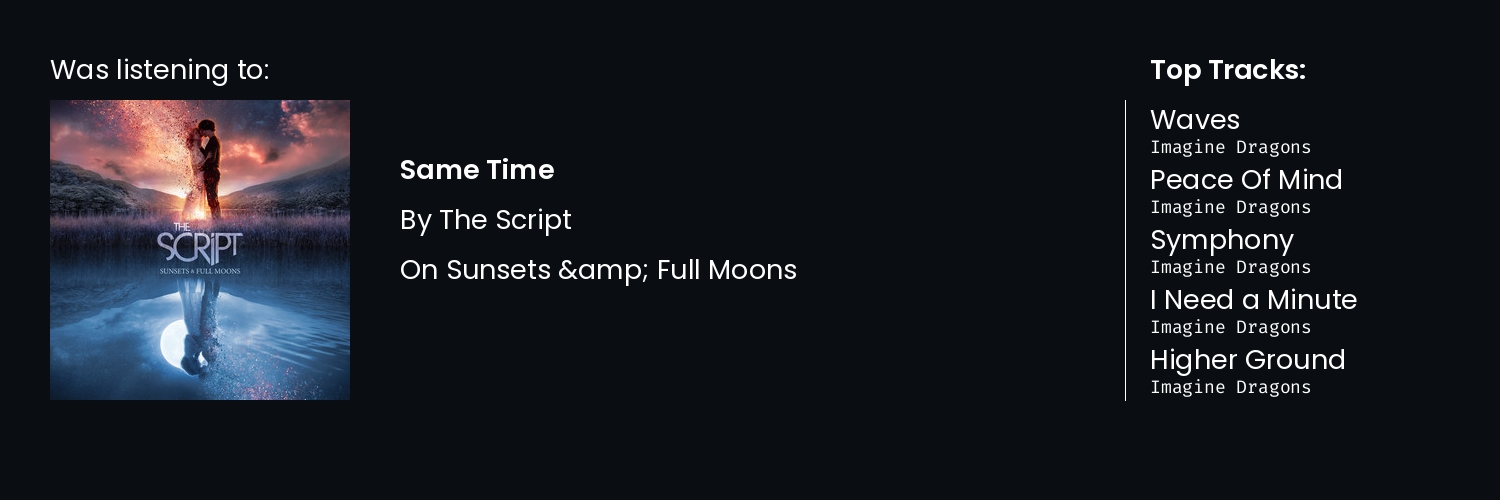 Was listening to:
THE
SCRIPT
SUNSETS & FULL MOONS
Same Time
By The Script
On Sunsets &amp; Full Moons
Top Tracks:
Waves
Imagine Dragons
Peace Of Mind
Imagine Dragons
Symphony
Imagine Dragons
I Need a Minute
Imagine Dragons
Higher Ground
Imagine Dragons